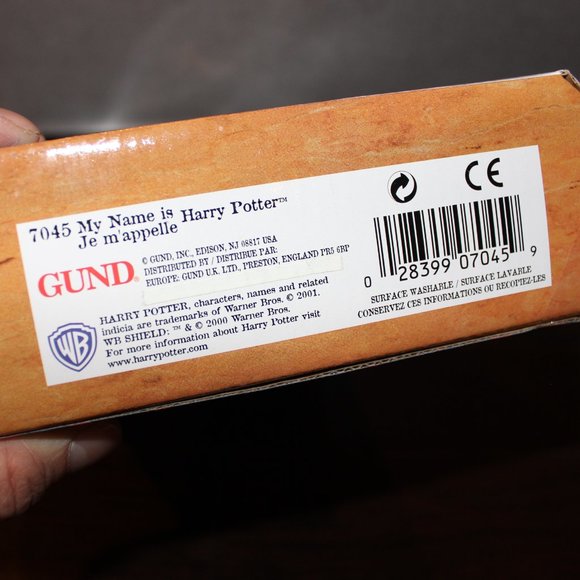 7045 My Name is Harry Potter™
Je m'appelle
GUND®
© GUND, INC., EDISON, NJ 08817 USA
DISTRIBUTED BY / DISTRIBUE PAR:
EUROPE: GUND U.K. LTD., PRESTON, ENGLAND PR5 6BP
HARRY POTTER, characters, names and related
indicia are trademarks of Warner Bros. © 2001.
WB SHIELD: ™ & © 2000 Warner Bros.
For more information about Harry Potter visit
www.harrypotter.com
WB
CE
0 28399 07045 9
SURFACE WASHABLE / SURFACE LAVABLE
CONSERVEZ CES INFORMATIONS OU RECOPIEZ-LES